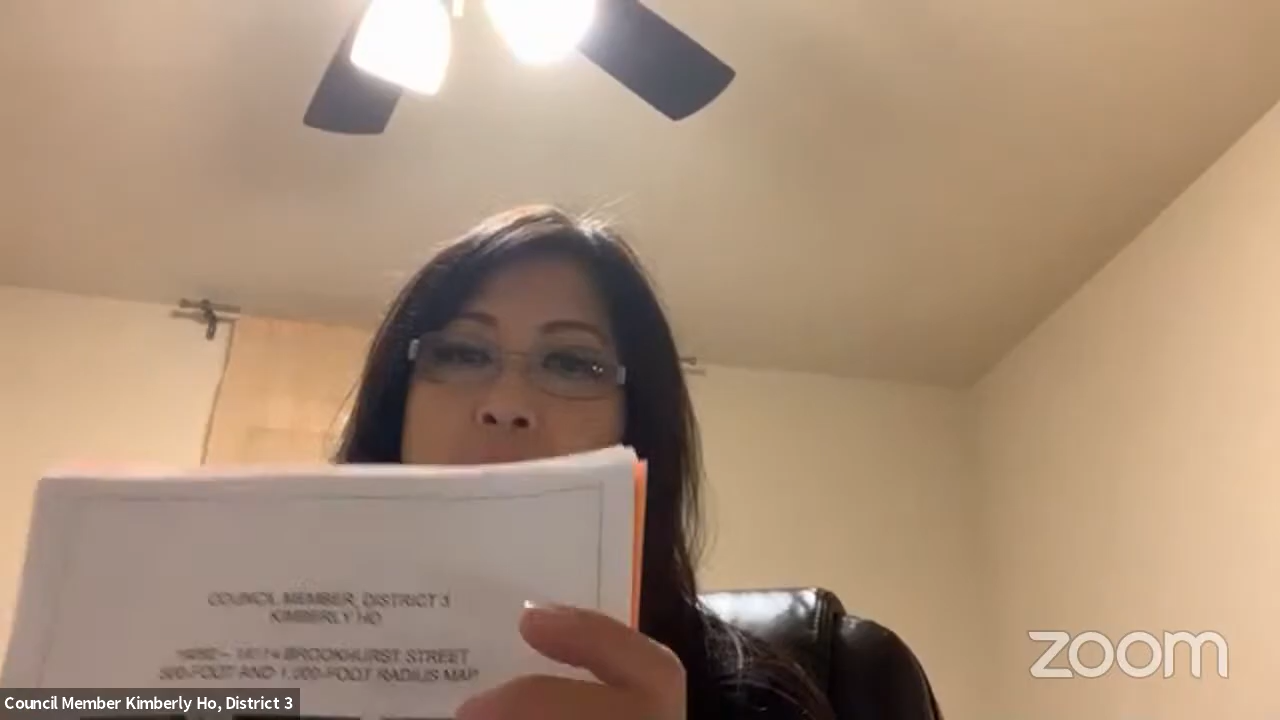 COUNCIL MEMBER, DISTRICT 3
KIMBERLY HO
BROOKHURST STREET
500-FOOT AND 1,000-FOOT RADIUS MAP
Council Member Kimberly Ho, District 3
zoom